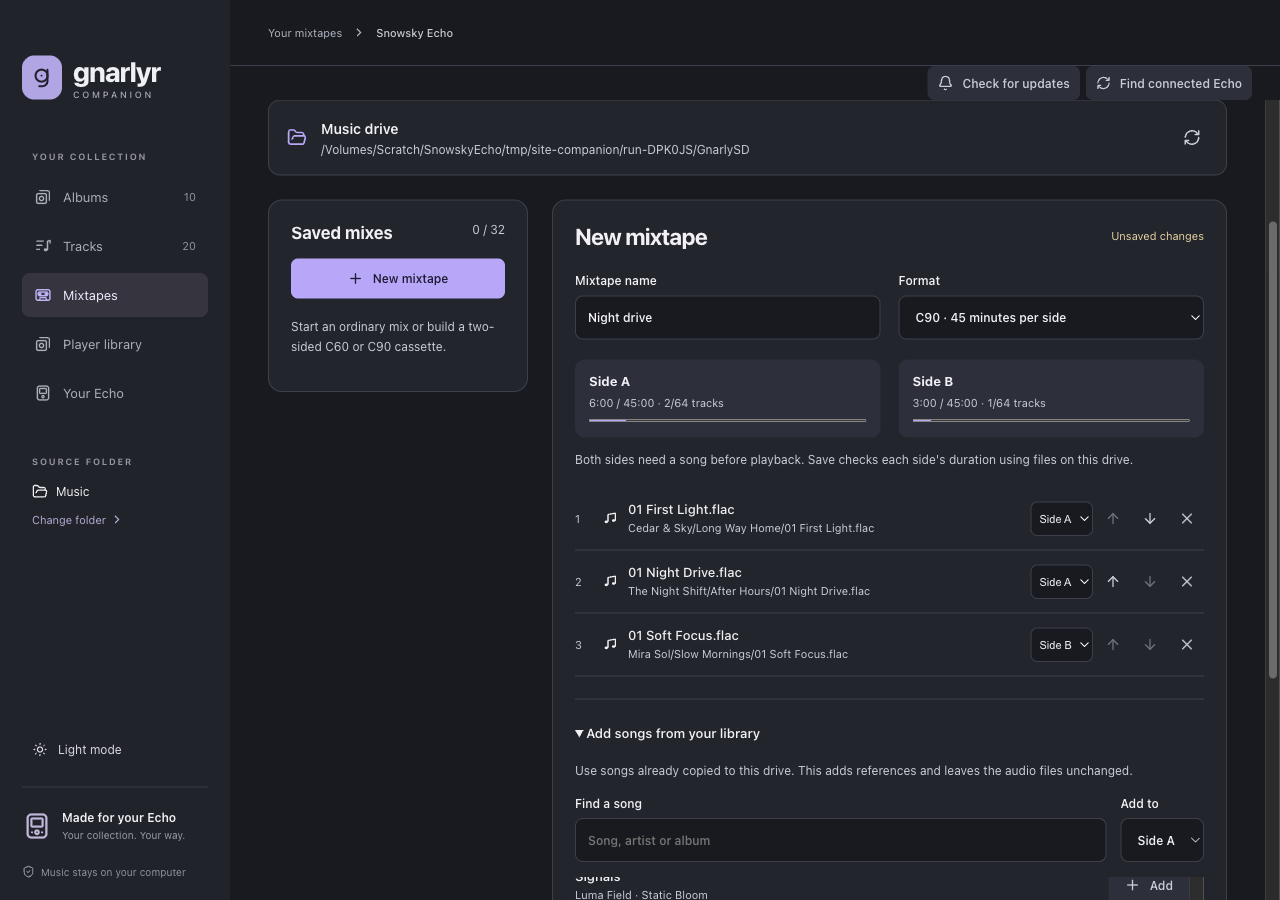 Your mixtapes
Snowsky Echo
g
gnarlyr
COMPANION
Check for updates
Find connected Echo
Music drive
/Volumes/Scratch/SnowskyEcho/tmp/site-companion/run-DPK0JS/GnarlySD
YOUR COLLECTION
Albums 10
Tracks 20
Mixtapes
Player library
Your Echo
SOURCE FOLDER
Music
Change folder
Light mode
Made for your Echo
Your collection. Your way.
Music stays on your computer
Saved mixes 0 / 32
+ New mixtape
Start an ordinary mix or build a two-
sided C60 or C90 cassette.
New mixtape
Unsaved changes
Mixtape name
Night drive
Format
C90 · 45 minutes per side
Side A
6:00 / 45:00 · 2/64 tracks
Side B
3:00 / 45:00 · 1/64 tracks
Both sides need a song before playback. Save checks each side's duration using files on this drive.
1 01 First Light.flac
Cedar & Sky/Long Way Home/01 First Light.flac
Side A
2 01 Night Drive.flac
The Night Shift/After Hours/01 Night Drive.flac
Side A
3 01 Soft Focus.flac
Mira Sol/Slow Mornings/01 Soft Focus.flac
Side B
Add songs from your library
Use songs already copied to this drive. This adds references and leaves the audio files unchanged.
Find a song
Song, artist or album
Add to
Side A
Signals
Luma Field · Static Bloom
+ Add